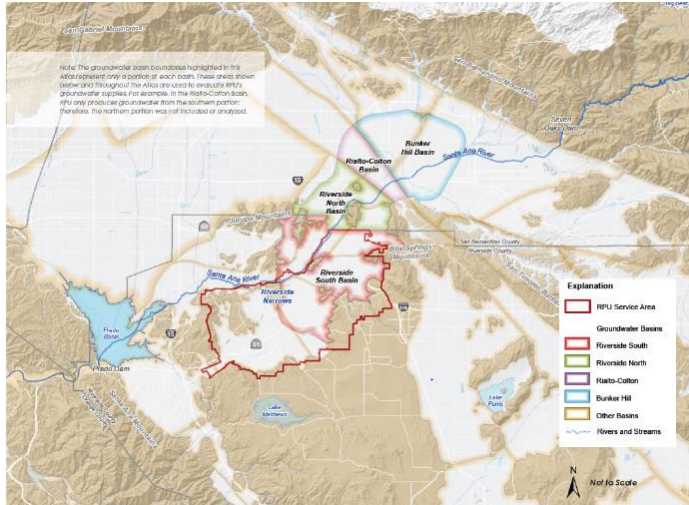 San Gabriel Mountains
Note: The groundwater basin boundaries highlighted in this
Atlas represent only a portion of each basin. These areas shown
below and throughout the Atlas are used to evaluate RPU's
groundwater supplies. For example, in the Rialto-Colton Basin,
RPU only produces groundwater from the southern portion;
therefore, the northern portion was not included or analyzed.
San Bernardino Mountains
Seven
Oaks Dam
Bunker
Hill Basin
Santa Ana River
Rialto-Colton
Basin
Riverside
North
Basin
Jurupa Mountains
Box Springs
Mountains
San Bernardino County
Riverside County
Santa Ana River
Riverside
Narrows
Riverside
South Basin
15
215
91
Prado
Basin
Prado Dam
Santa Ana Mountains
Lake
Mathews
Lake
Perris
Explanation
RPU Service Area
Groundwater Basins
Riverside South
Riverside North
Rialto-Colton
Bunker Hill
Other Basins
Rivers and Streams
N
Not to Scale